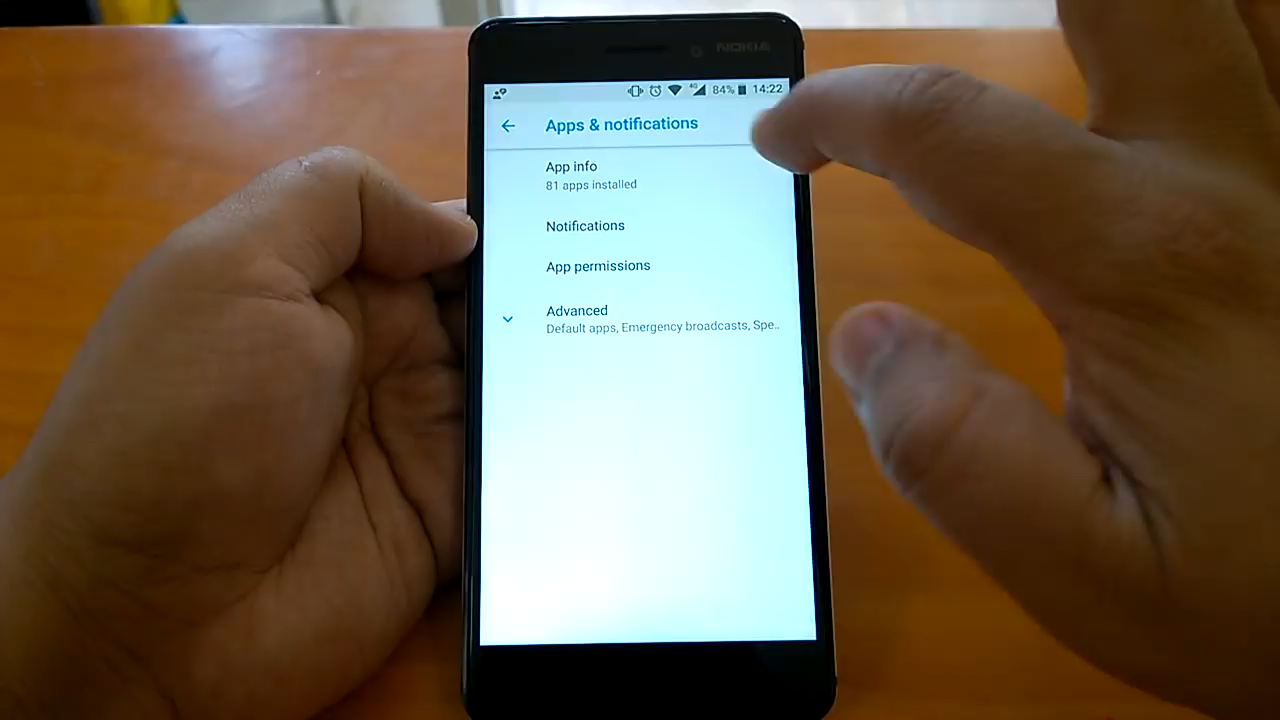 NOKIA
4G 84% 14:22
Apps & notifications
App info
81 apps installed
Notifications
App permissions
Advanced
Default apps, Emergency broadcasts, Spe..